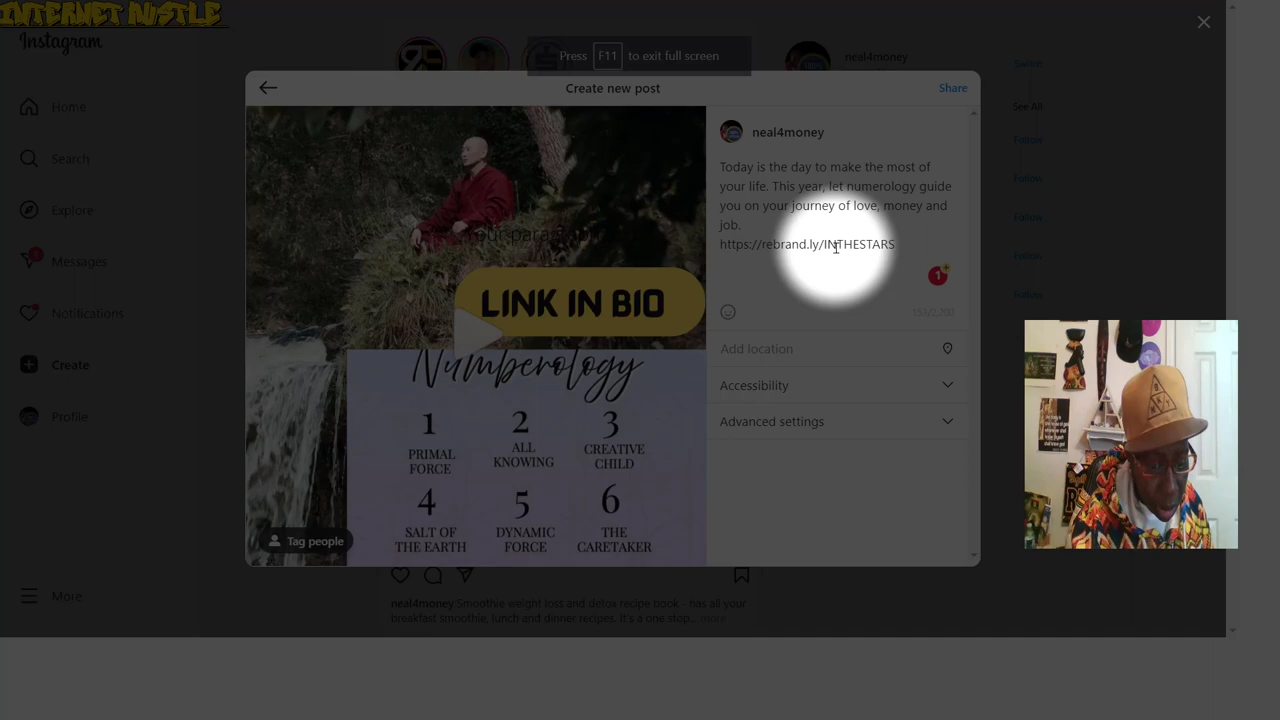 INTERNET HUSTLE
Instagram
Press F11 to exit full screen
neal4money
Switch
Create new post
Share
Home
Search
Explore
Messages
Notifications
Create
Profile
More
See All
Follow
Follow
Follow
Follow
Follow
neal4money
Today is the day to make the most of
your life. This year, let numerology guide
you on your journey of love, money and
job.
https://rebrand.ly/INTHESTARS
1
LINK IN BIO
Numberology
1
2
3
PRIMAL
FORCE
ALL
KNOWING
CREATIVE
CHILD
4
5
6
SALT OF
THE EARTH
DYNAMIC
FORCE
THE
CARETAKER
Tag people
153/2,200
Add location
Accessibility
Advanced settings
neal4money Smoothie weight loss and detox recipe book - has all your
breakfast smoothie, lunch and dinner recipes. It's a one stop... more